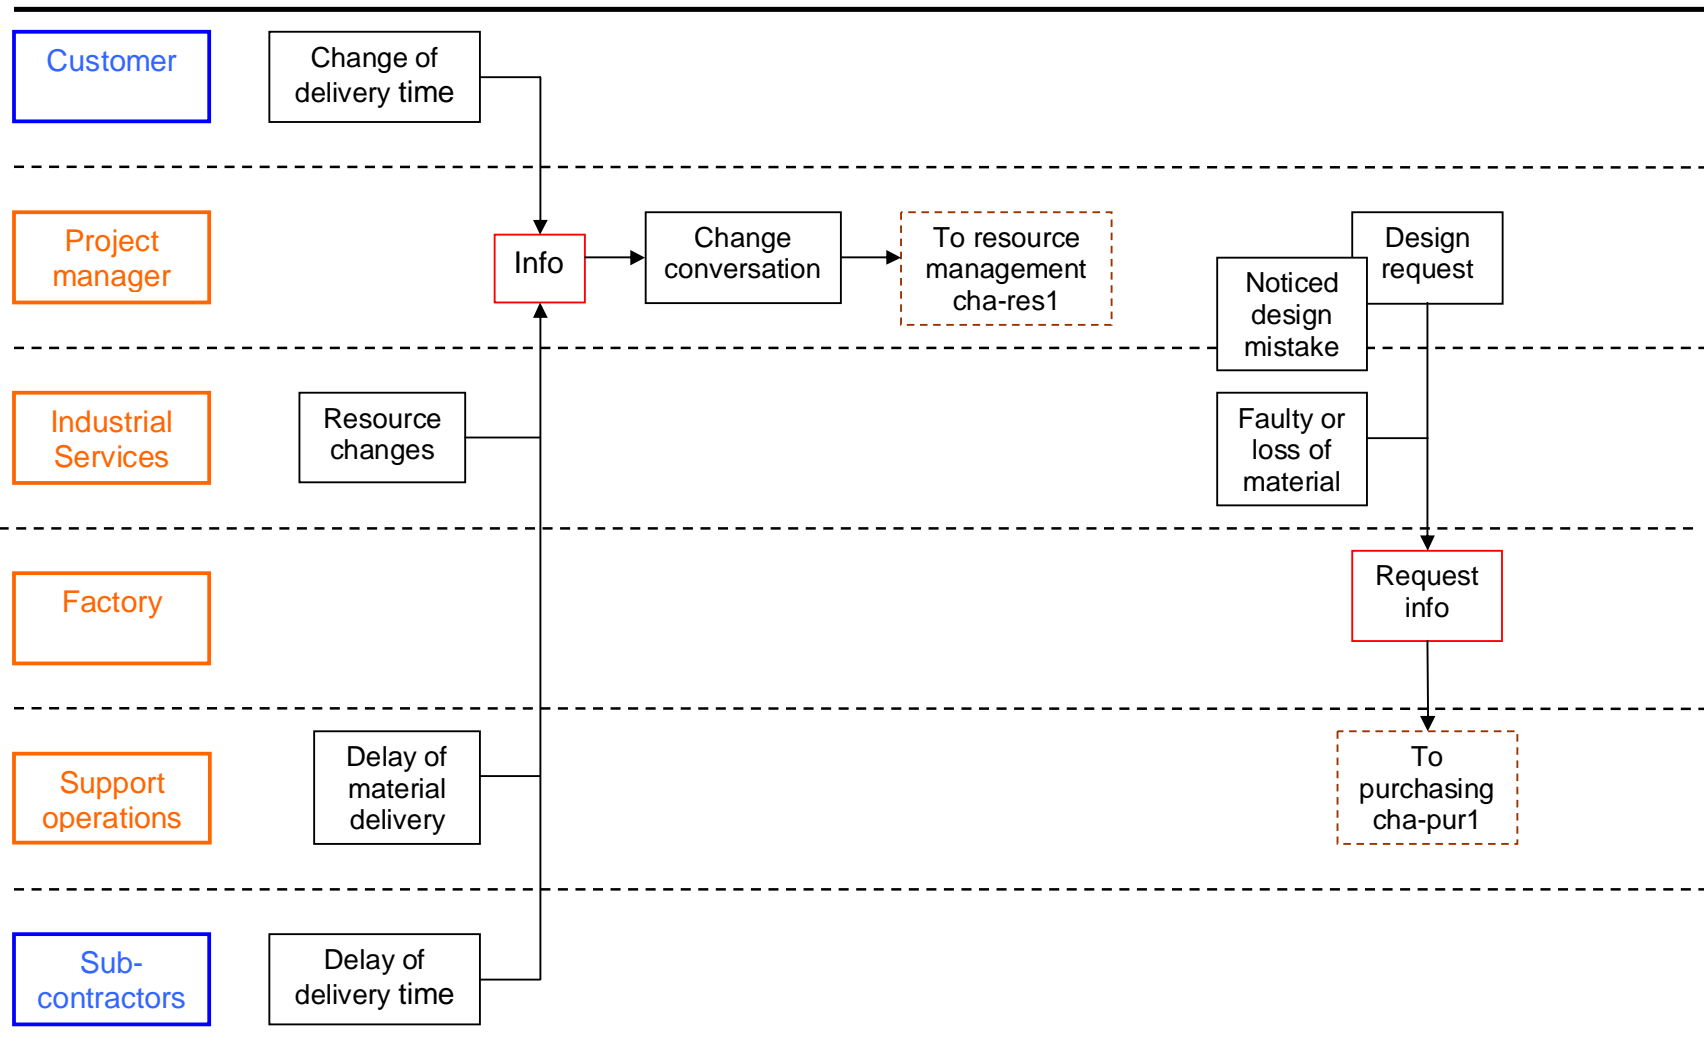 Customer
Change of
delivery time
Project
manager
Info
Change
conversation
To resource
management
cha-res1
Design
request
Noticed
design
mistake
Industrial
Services
Resource
changes
Faulty or
loss of
material
Factory
Request
info
Support
operations
Delay of
material
delivery
To
purchasing
cha-pur1
Sub-
contractors
Delay of
delivery time